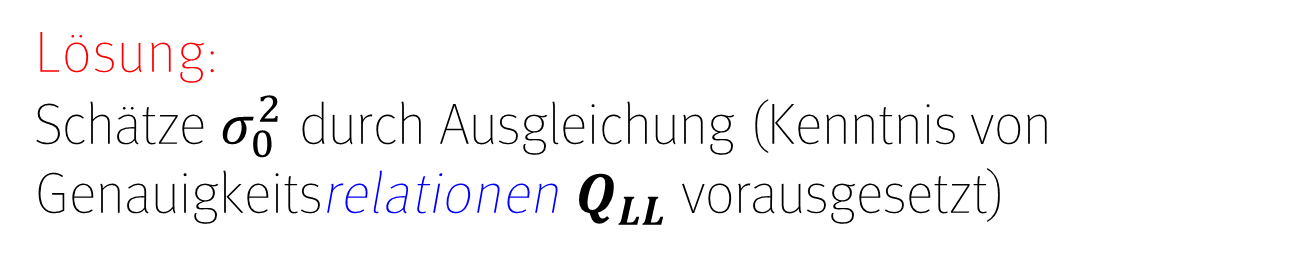 Lösung:
Schätze σ₀² durch Ausgleichung (Kenntnis von
Genauigkeitsrelationen Q_LL vorausgesetzt)